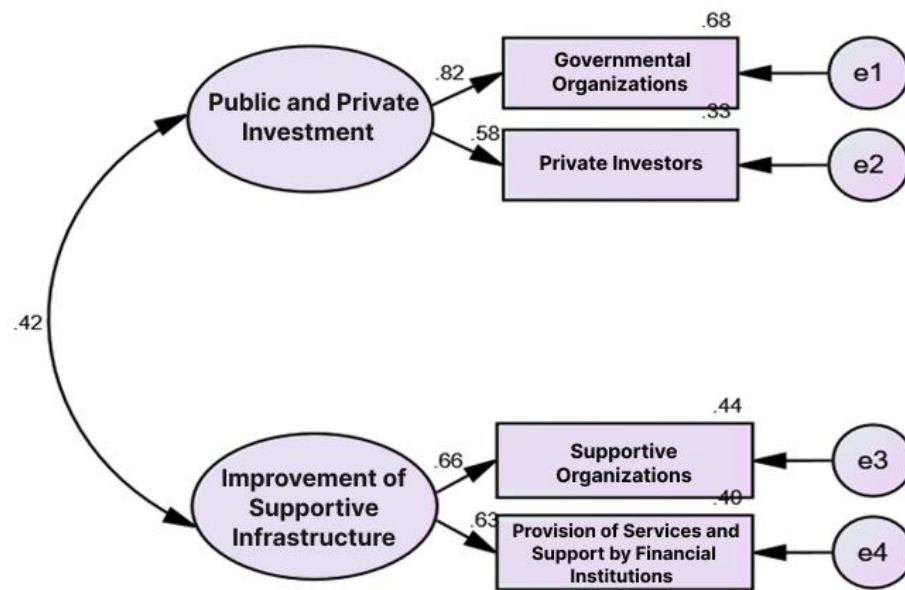 .68
Governmental
Organizations
e1
.82
Public and Private
Investment
.58
.33
Private Investors
e2
.42
.44
Supportive
Organizations
e3
.66
Improvement of
Supportive
Infrastructure
.63
.40
Provision of Services and
Support by Financial
Institutions
e4